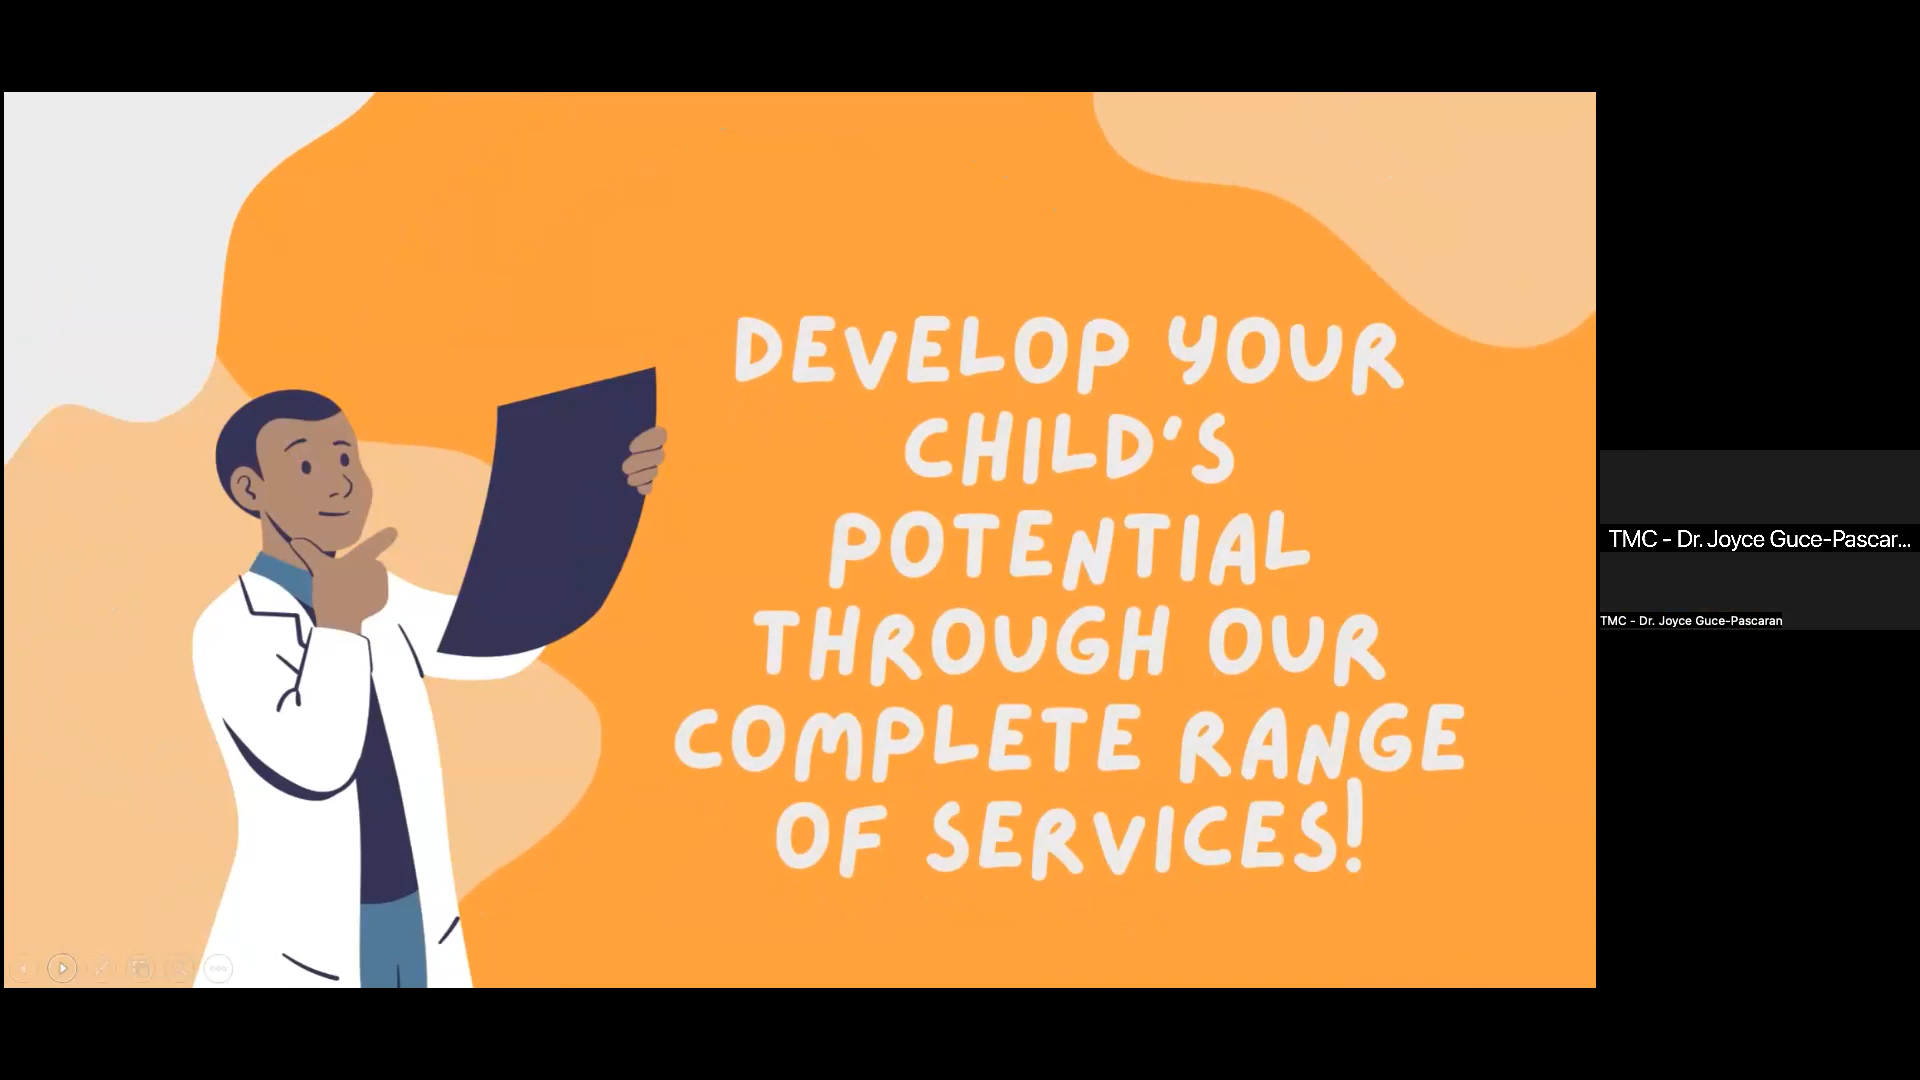 DEVELOP YOUR
CHILD'S
POTENTIAL
THROUGH OUR
COMPLETE RANGE
OF SERVICES!
TMC - Dr. Joyce Guce-Pascar...
TMC - Dr. Joyce Guce-Pascaran